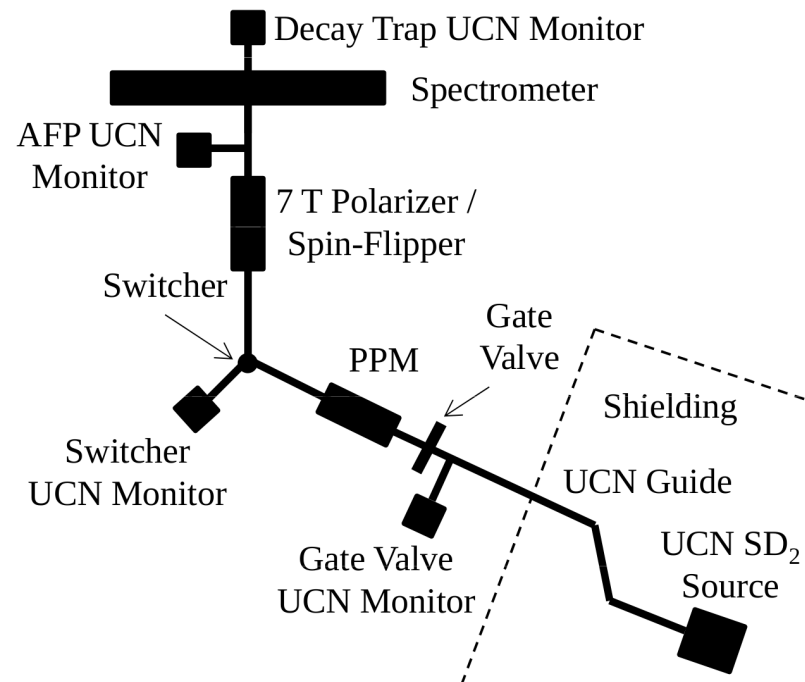 Decay Trap UCN Monitor
Spectrometer
AFP UCN
Monitor
7 T Polarizer /
Spin-Flipper
Switcher
Gate
Valve
PPM
Shielding
Switcher
UCN Monitor
UCN Guide
Gate Valve
UCN Monitor
UCN SD₂
Source